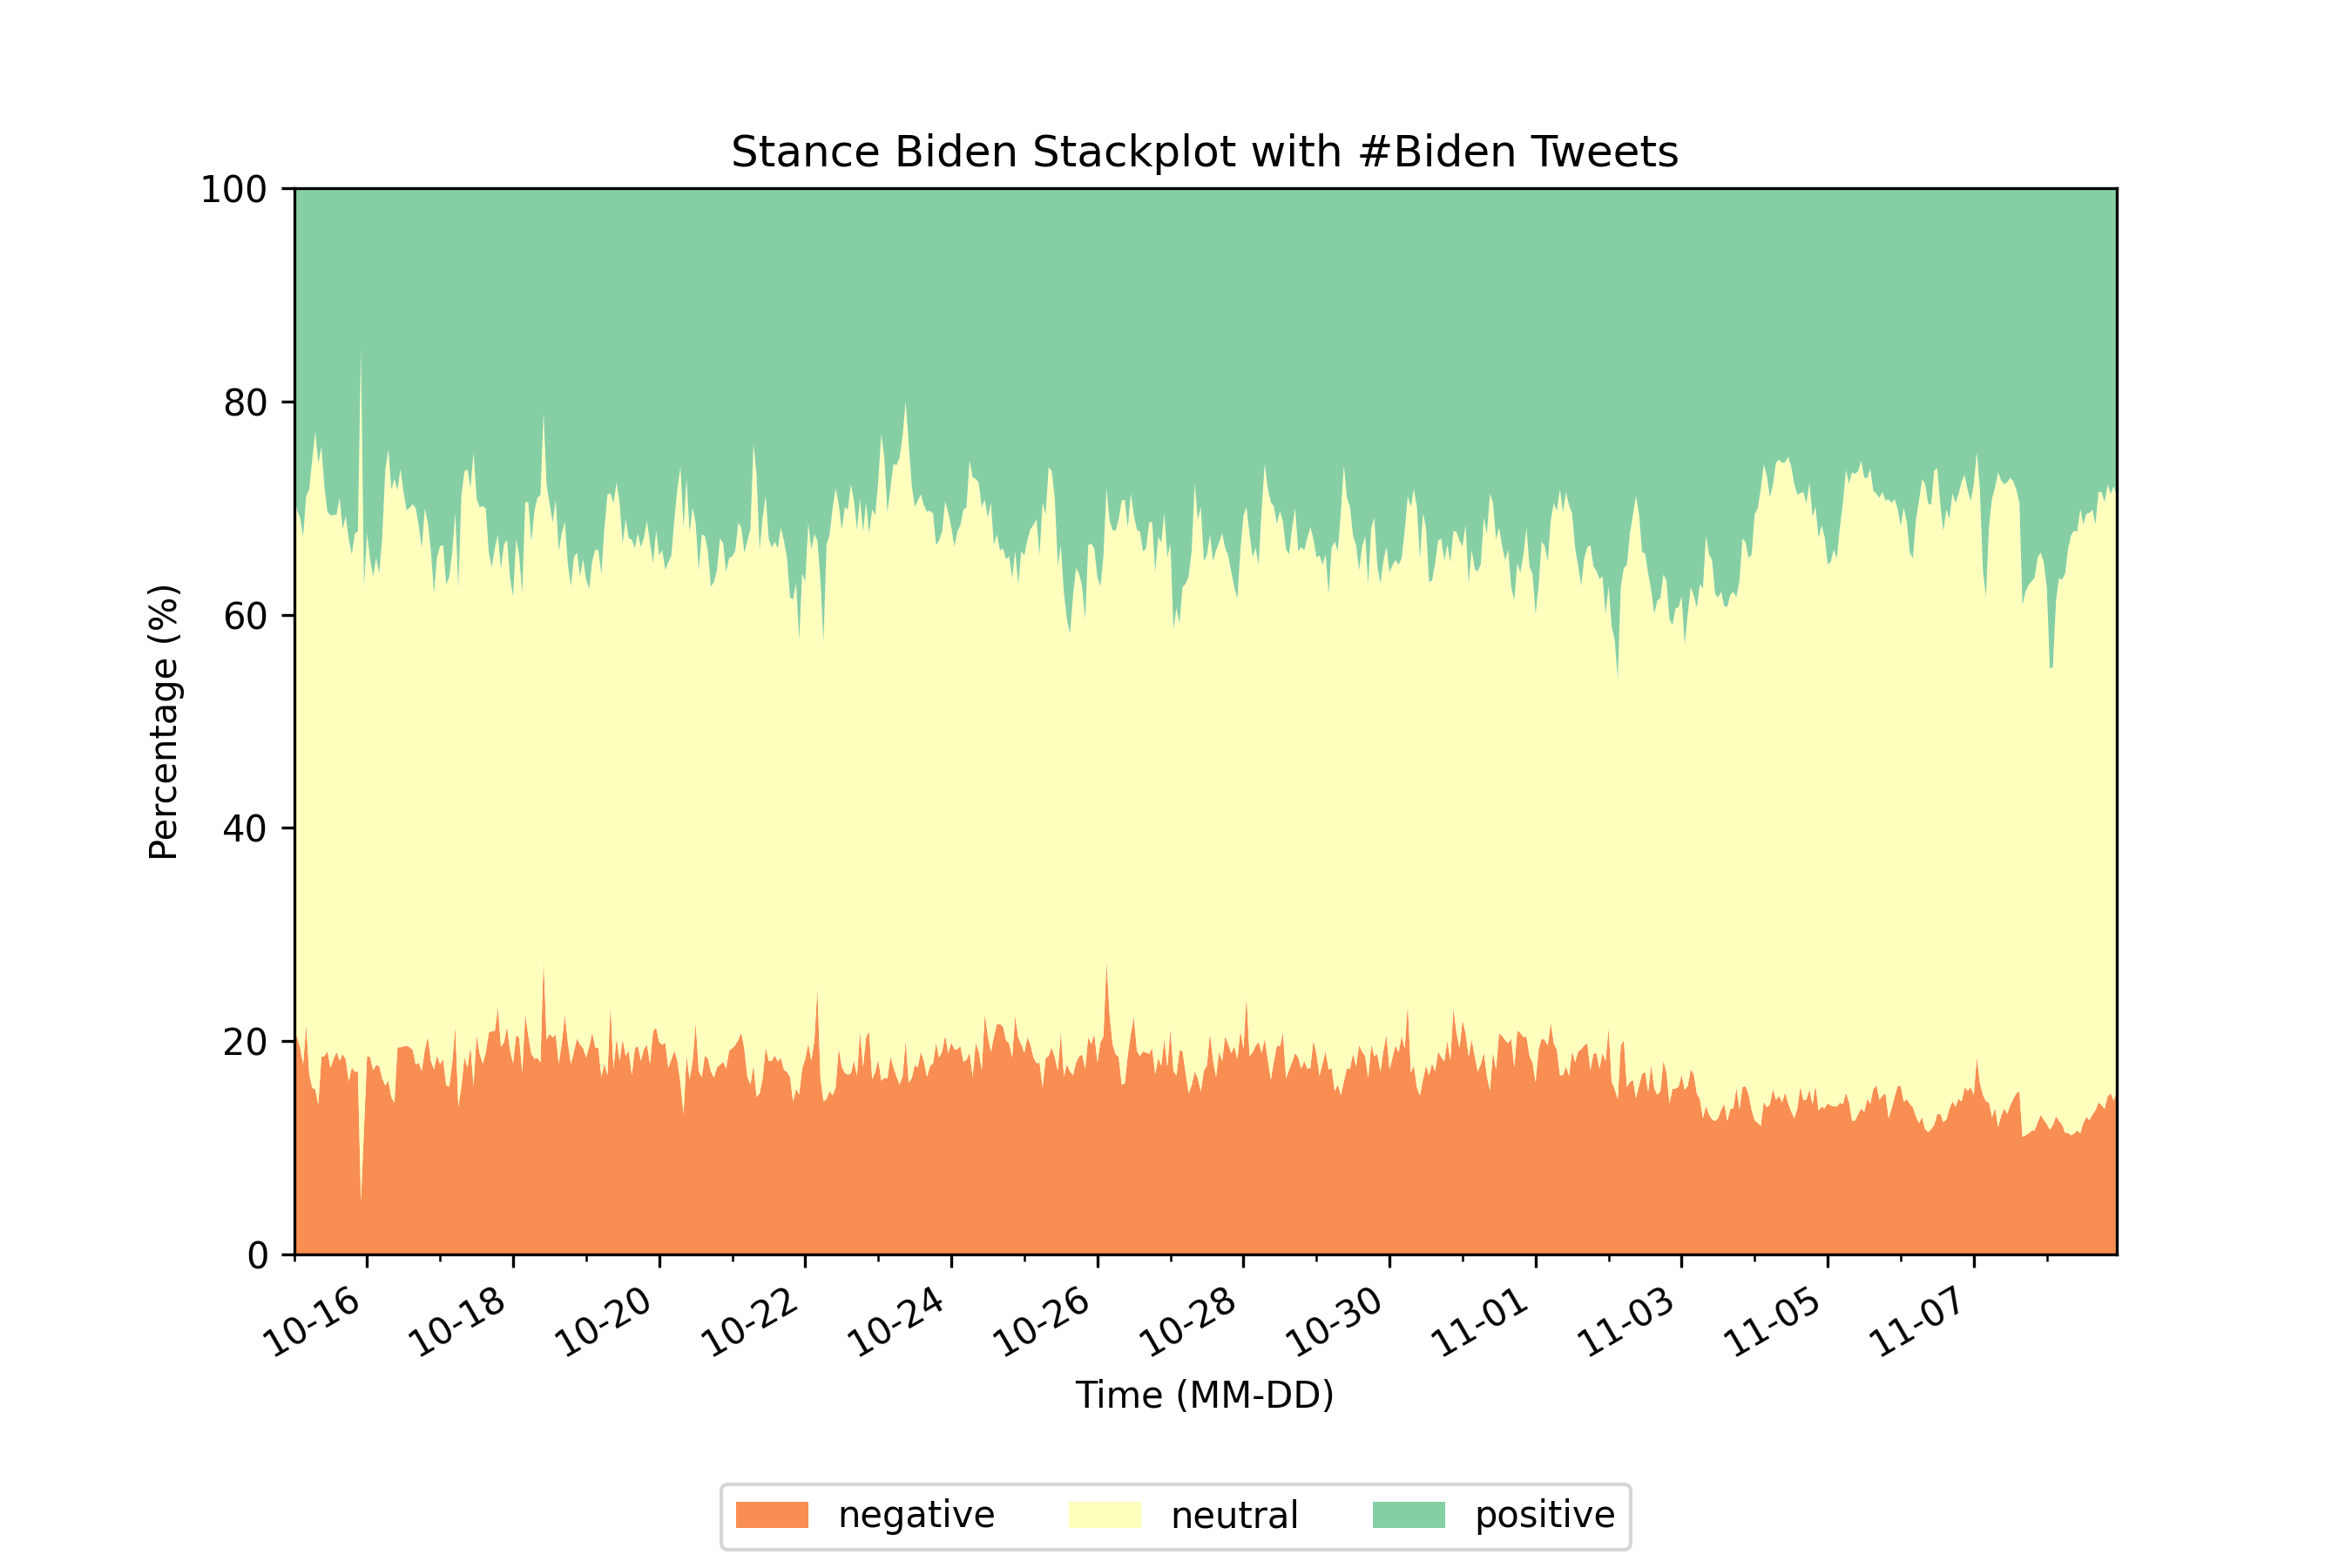 Stance Biden Stackplot with #Biden Tweets
100
80
60
40
20
0
Percentage (%)
10-16 10-18 10-20 10-22 10-24 10-26 10-28 10-30 11-01 11-03 11-05 11-07
Time (MM-DD)
negative neutral positive